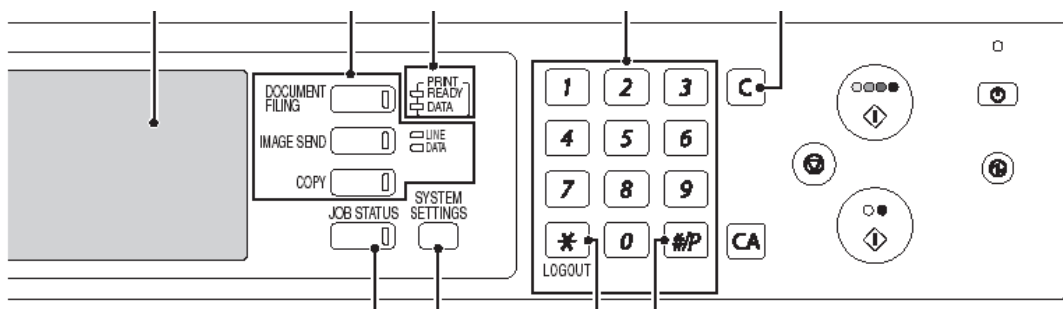 DOCUMENT
FILING
IMAGE SEND
COPY
JOB STATUS
SYSTEM
SETTINGS
PRINT
READY
DATA
LINE
DATA
1 2 3 C
4 5 6
7 8 9
* 0 #/P CA
LOGOUT